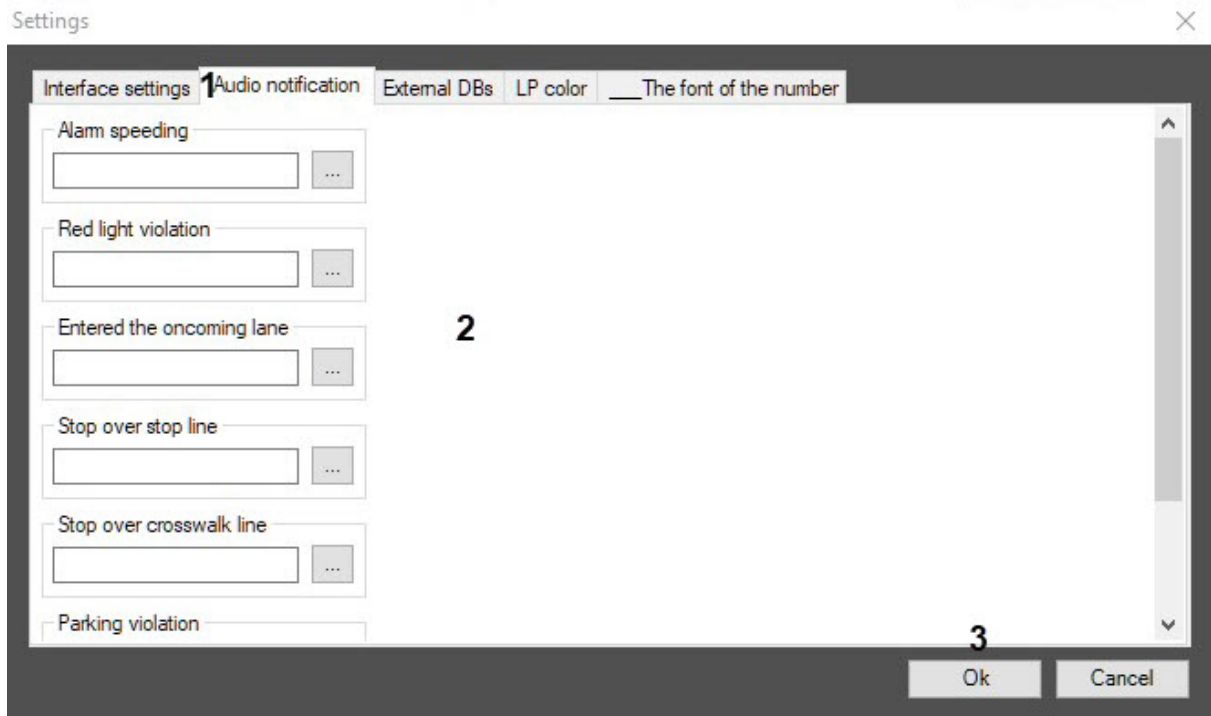 Settings
Interface settings 1 Audio notification External DBs LP color ___The font of the number
Alarm speeding
...
Red light violation
...
Entered the oncoming lane
...
2
Stop over stop line
...
Stop over crosswalk line
...
Parking violation
3
Ok Cancel